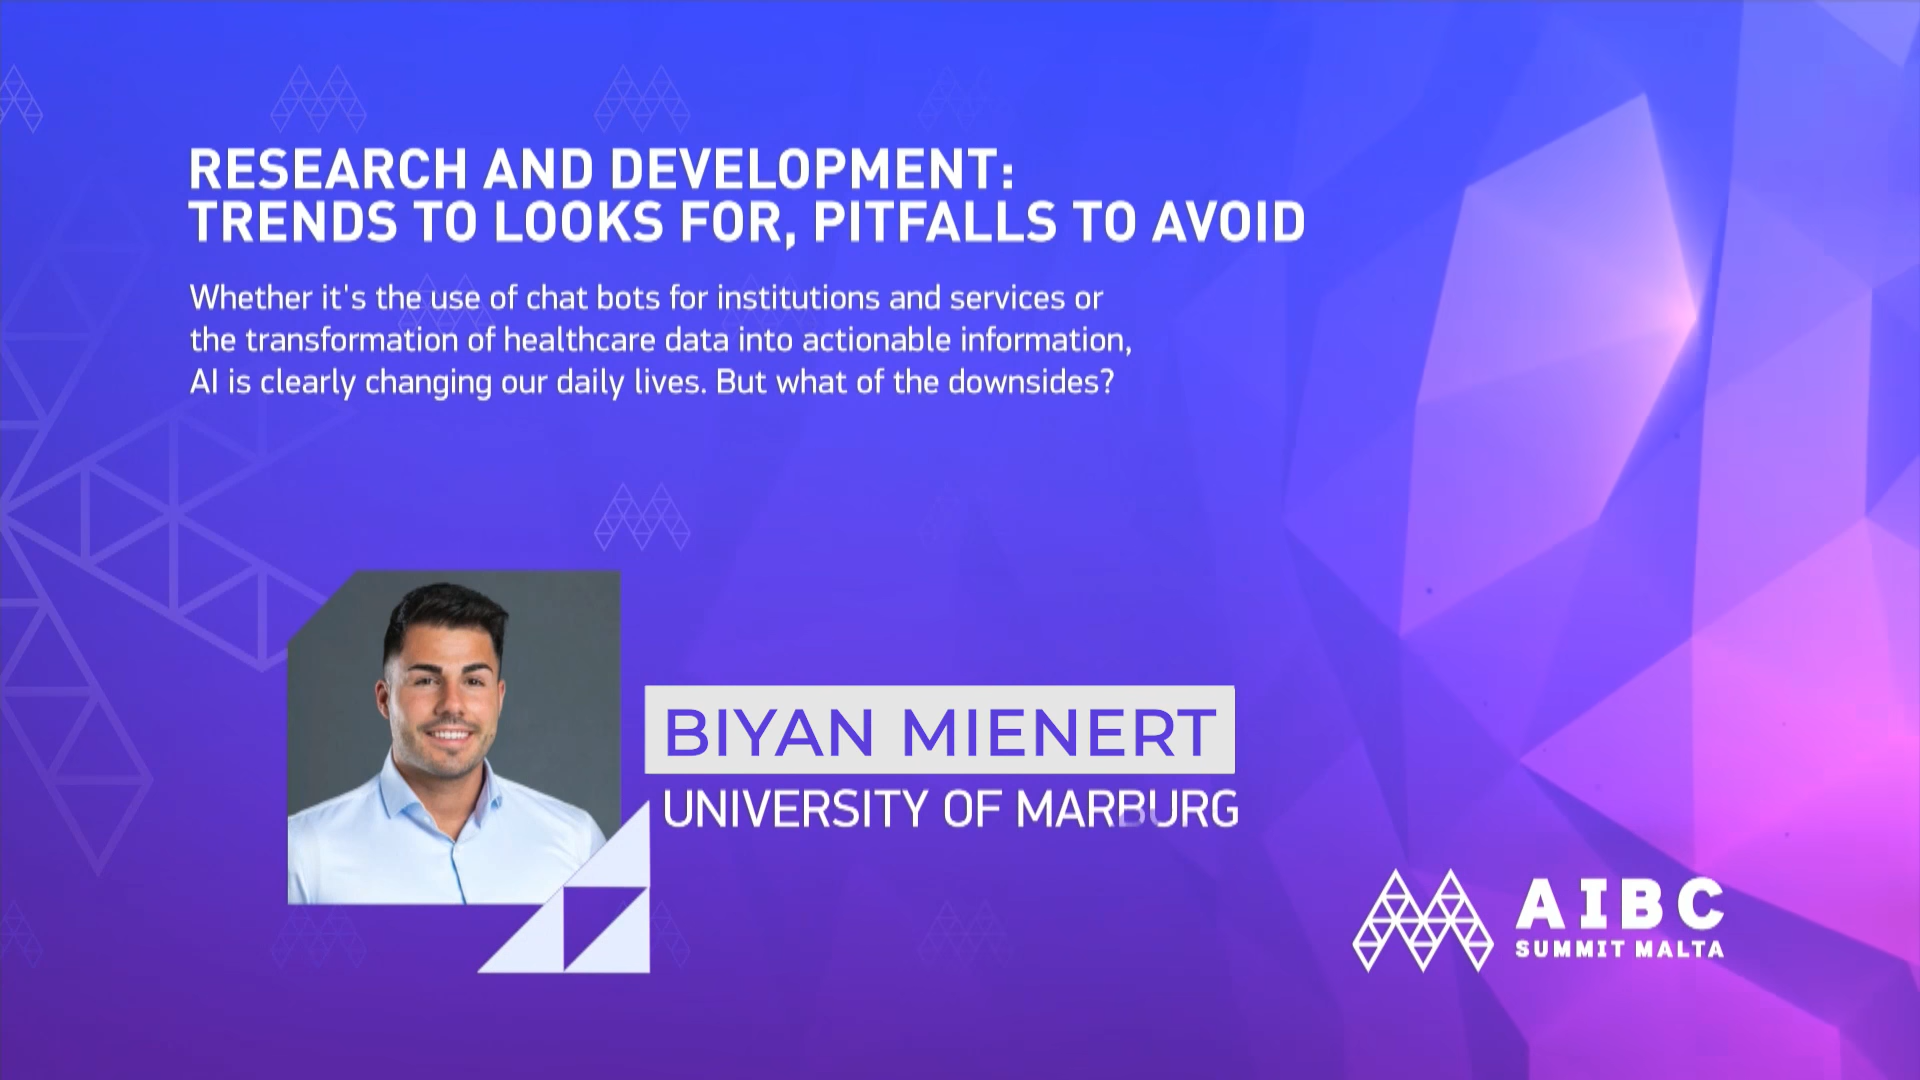 RESEARCH AND DEVELOPMENT:
TRENDS TO LOOKS FOR, PITFALLS TO AVOID
Whether it's the use of chat bots for institutions and services or
the transformation of healthcare data into actionable information,
AI is clearly changing our daily lives. But what of the downsides?
BIYAN MIENERT
UNIVERSITY OF MARBURG
AIBC
SUMMIT MALTA